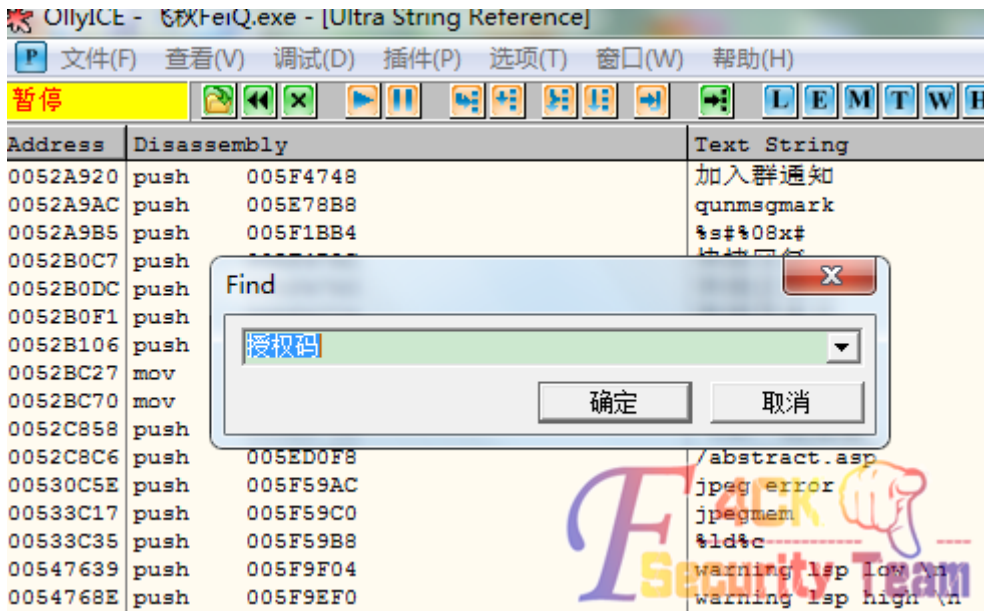 OllyICE - 飞秋FeiQ.exe - [Ultra String Reference]
P 文件(F) 查看(V) 调试(D) 插件(P) 选项(T) 窗口(W) 帮助(H)
暂停 L E M T W H
Address Disassembly Text String
0052A920 push 005F4748 加入群通知
0052A9AC push 005E78B8 qunmsgmark
0052A9B5 push 005F1BB4 %s#%08x#
0052B0C7 push
Find
0052B0DC push
0052B0F1 push
0052B106 push 授权码
0052BC27 mov
0052BC70 mov 确定 取消
0052C858 push
0052C8C6 push 005ED0F8 /abstract.asp
00530C5E push 005F59AC jpeg error
00533C17 push 005F59C0 jpegmem
00533C35 push 005F59B8 %ld%c
00547639 push 005F9F04 warning lsp low \n
0054768E push 005F9EF0 warning lsp high \n
F4CK
Security Team